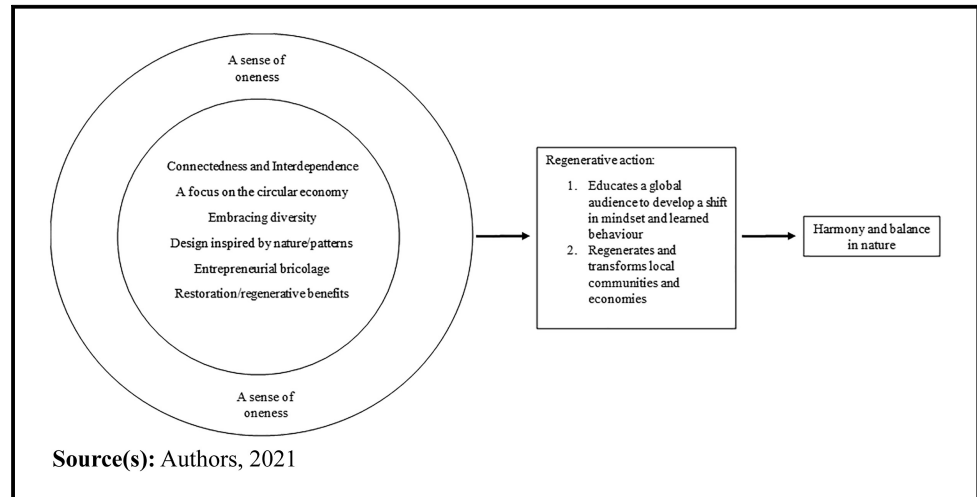 A sense of
oneness
Connectedness and Interdependence
A focus on the circular economy
Embracing diversity
Design inspired by nature/patterns
Entrepreneurial bricolage
Restoration/regenerative benefits
A sense of
oneness
Regenerative action:
1. Educates a global
audience to develop a shift
in mindset and learned
behaviour
2. Regenerates and
transforms local
communities and
economies
Harmony and balance
in nature
Source(s): Authors, 2021